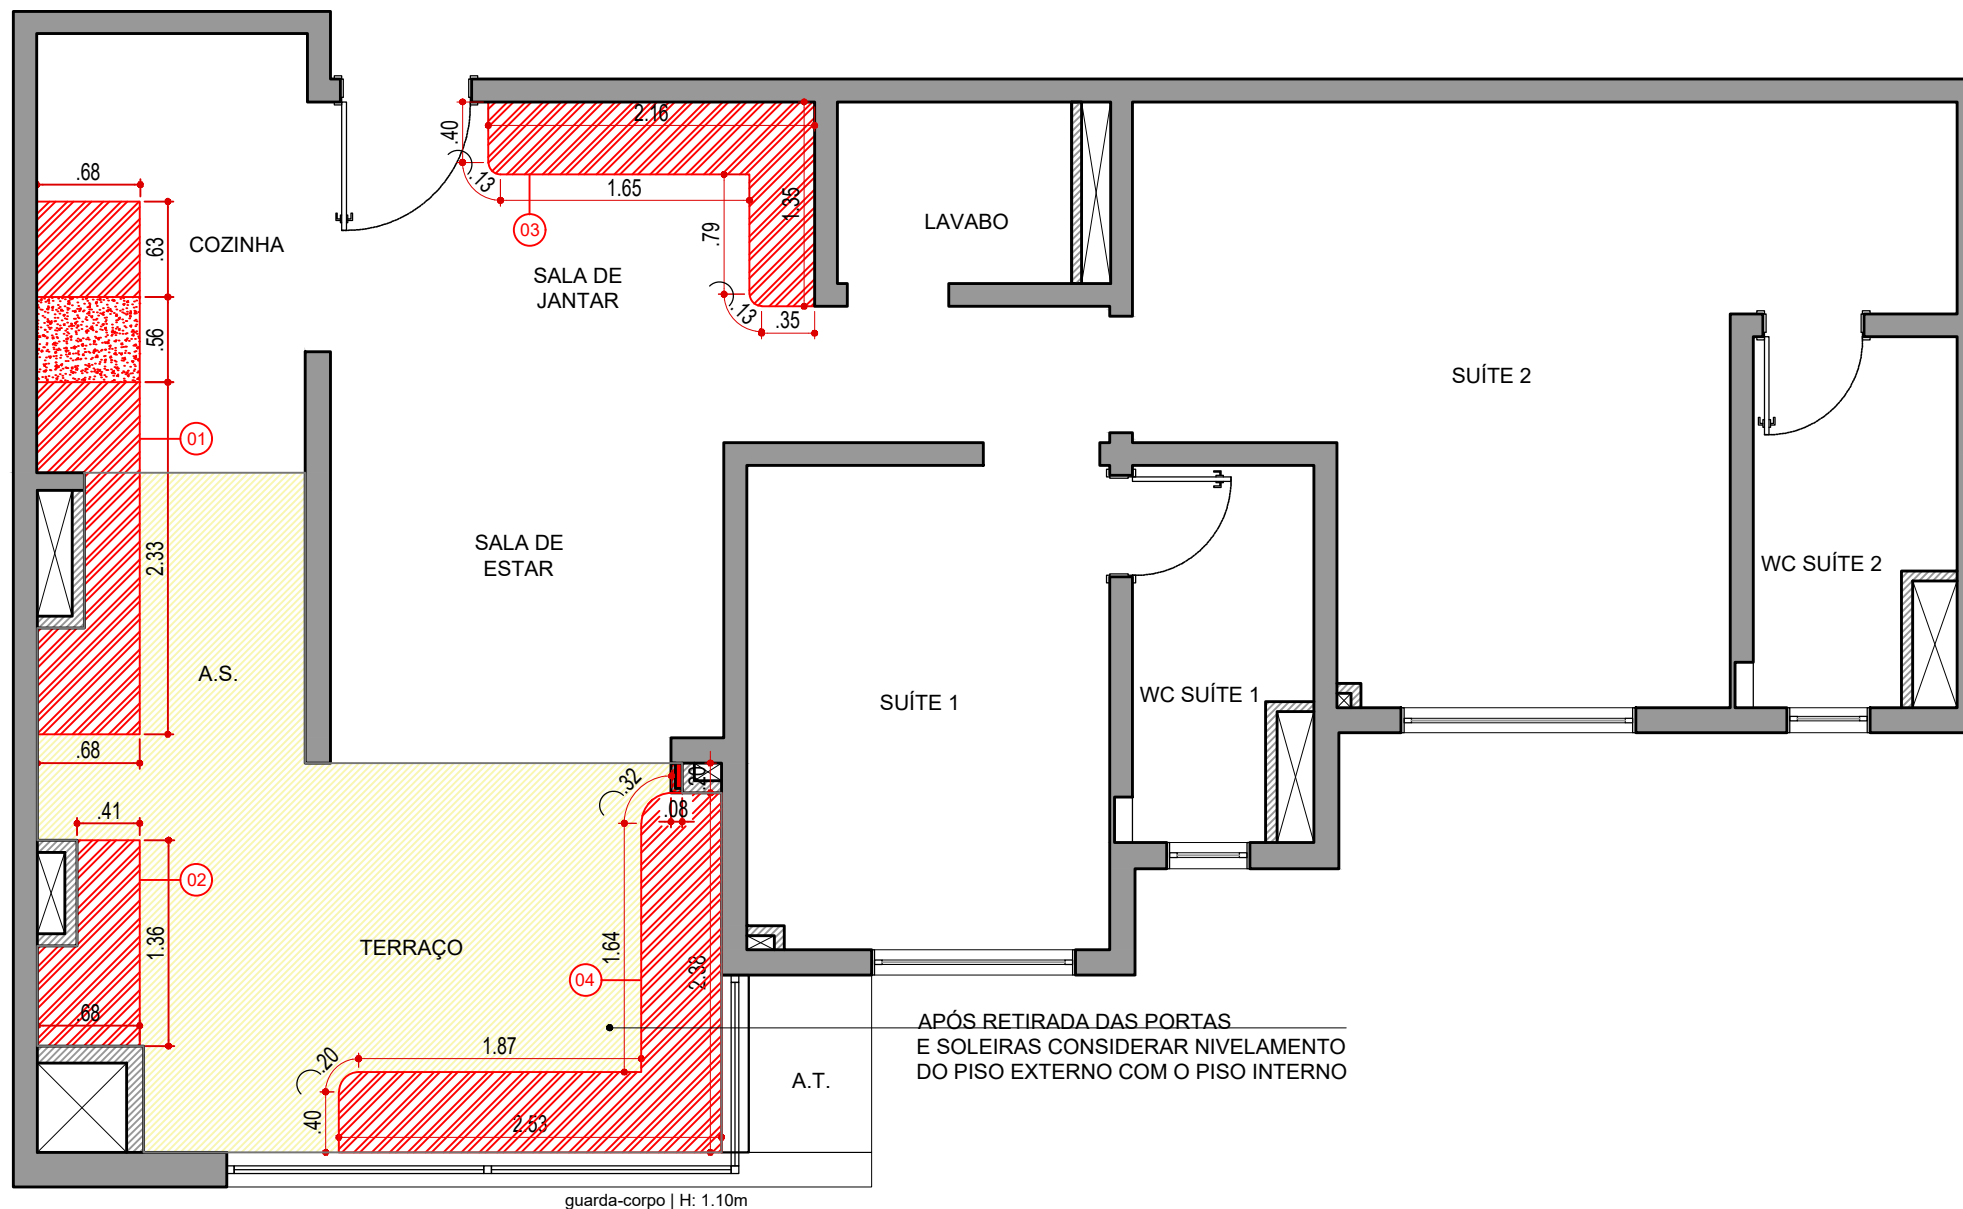 2.16
.40
.13
1.65
1.35
03
.79
.13
.35
.68
.63
.56
2.33
01
.68
COZINHA
SALA DE
JANTAR
LAVABO
SUÍTE 2
WC SUÍTE 2
SALA DE
ESTAR
A.S.
SUÍTE 1
WC SUÍTE 1
.32
.20
.08
.41
02
1.36
.68
TERRAÇO
1.64
2.38
04
1.87
.20
.40
2.53
A.T.
APÓS RETIRADA DAS PORTAS
E SOLEIRAS CONSIDERAR NIVELAMENTO
DO PISO EXTERNO COM O PISO INTERNO
guarda-corpo | H: 1.10m